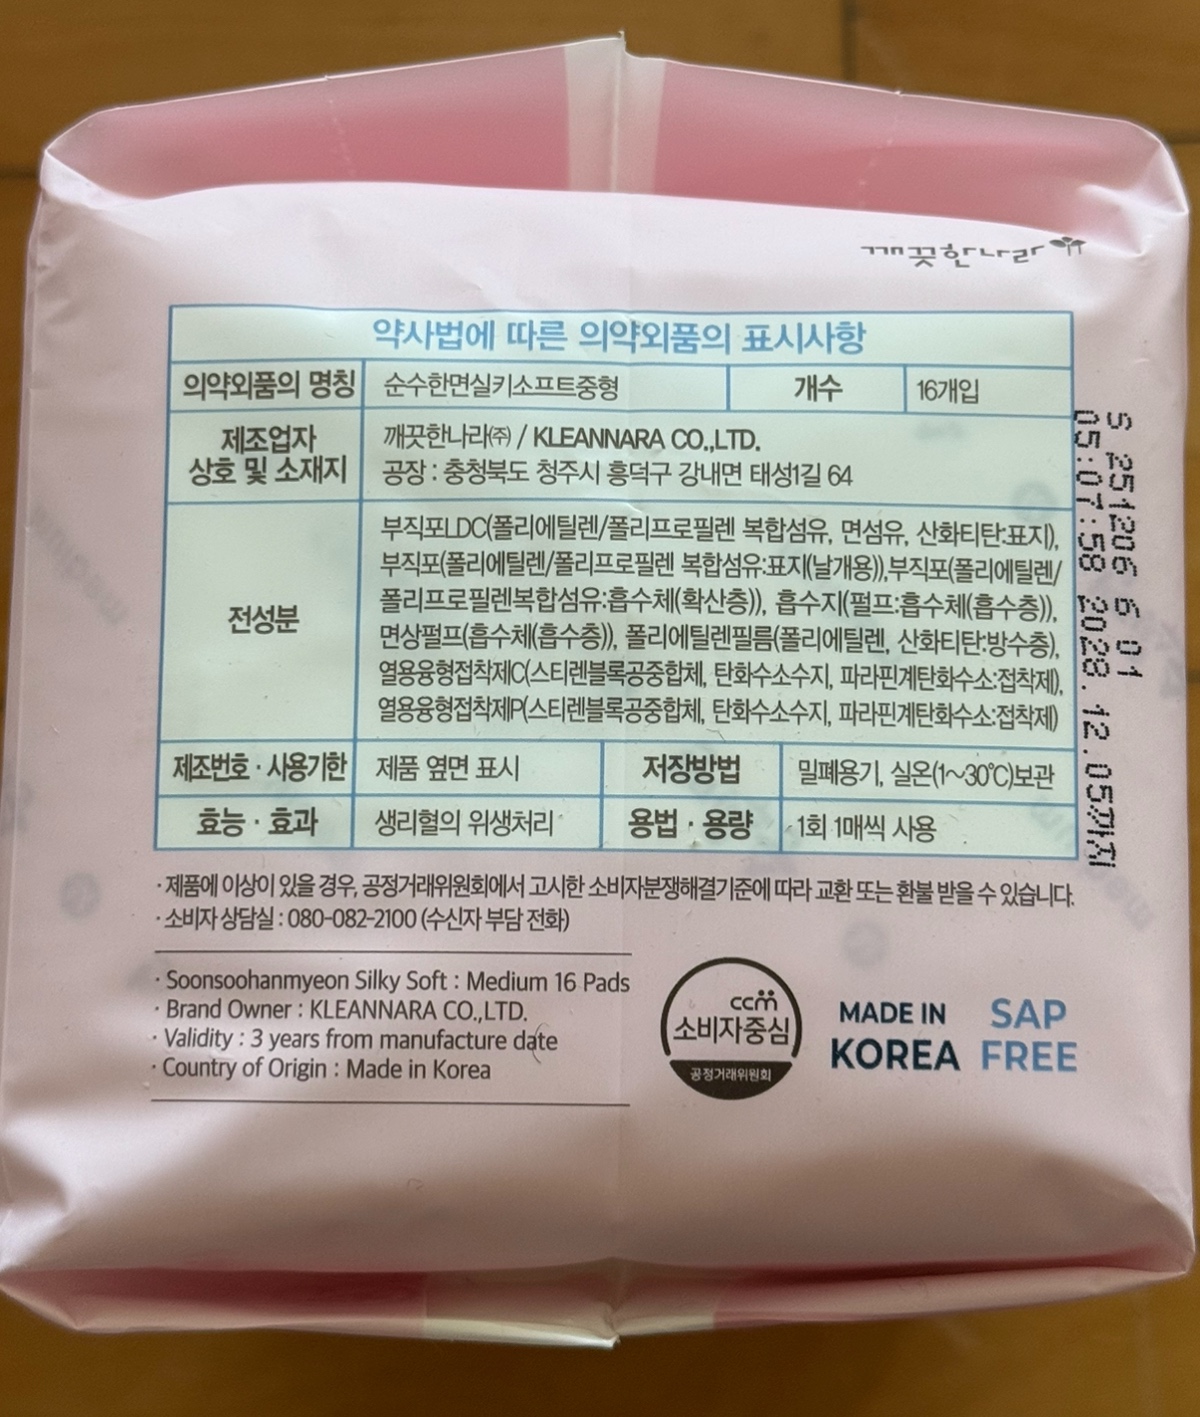 깨끗한나라
약사법에 따른 의약외품의 표시사항
의약외품의 명칭 순수한면실키소프트중형 개수 16개입
제조업자
상호 및 소재지
깨끗한나라㈜ / KLEANNARA CO.,LTD.
공장 : 충청북도 청주시 흥덕구 강내면 태성1길 64
전성분
부직포LDC(폴리에틸렌/폴리프로필렌 복합섬유, 면섬유, 산화티탄:표지),
부직포(폴리에틸렌/폴리프로필렌 복합섬유:표지(날개용)),부직포(폴리에틸렌/
폴리프로필렌복합섬유:흡수체(확산층)), 흡수지(펄프:흡수체(흡수층)),
면상펄프(흡수체(흡수층)), 폴리에틸렌필름(폴리에틸렌, 산화티탄:방수층),
열용융형접착제C(스티렌블록공중합체, 탄화수소수지, 파라핀계탄화수소:접착제),
열용융형접착제P(스티렌블록공중합체, 탄화수소수지, 파라핀계탄화수소:접착제)
제조번호 · 사용기한 제품 옆면 표시 저장방법 밀폐용기, 실온(1~30℃)보관
효능 · 효과 생리혈의 위생처리 용법 · 용량 1회 1매씩 사용
S 251206 6 01
05:07:58 2028.12.05까지
· 제품에 이상이 있을 경우, 공정거래위원회에서 고시한 소비자분쟁해결기준에 따라 교환 또는 환불 받을 수 있습니다.
· 소비자 상담실 : 080-082-2100 (수신자 부담 전화)
· Soonsoohanmyeon Silky Soft : Medium 16 Pads
· Brand Owner : KLEANNARA CO.,LTD.
· Validity : 3 years from manufacture date
· Country of Origin : Made in Korea
ccm
소비자중심
공정거래위원회
MADE IN
KOREA
SAP
FREE